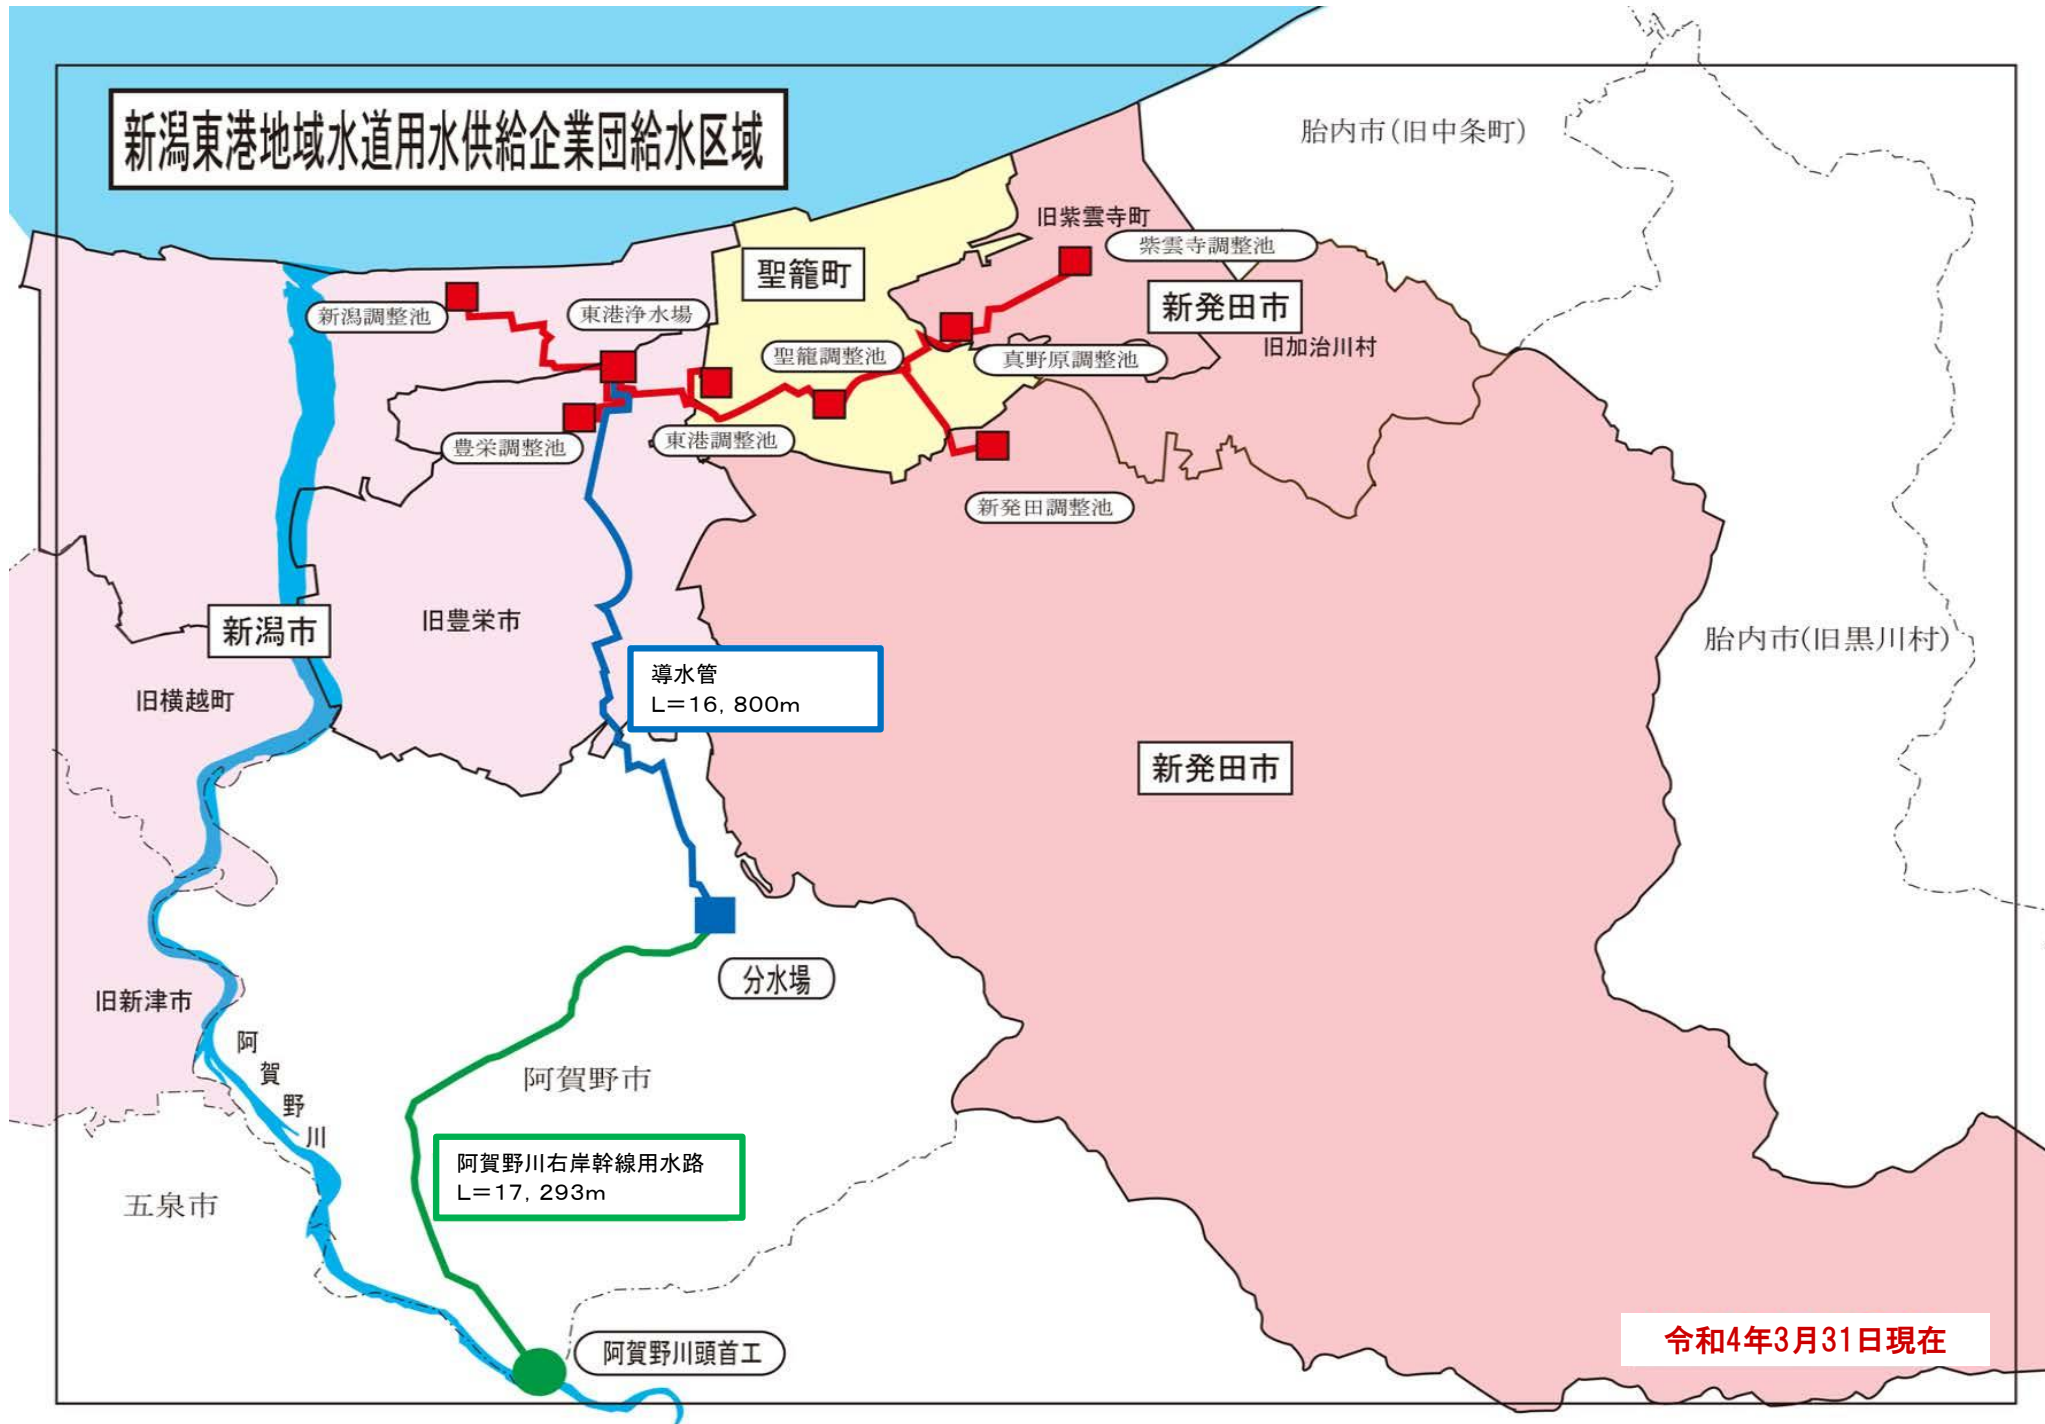 新潟東港地域水道用水供給企業団給水区域
胎内市(旧中条町)
旧紫雲寺町
紫雲寺調整池
聖籠町
新発田市
新潟調整池
東港浄水場
旧加治川村
聖籠調整池
真野原調整池
豊栄調整池
東港調整池
新発田調整池
新潟市
旧豊栄市
胎内市(旧黒川村)
導水管
L=16,800m
旧横越町
新発田市
分水場
旧新津市
阿賀野川
阿賀野市
阿賀野川右岸幹線用水路
L=17,293m
五泉市
阿賀野川頭首工
令和4年3月31日現在